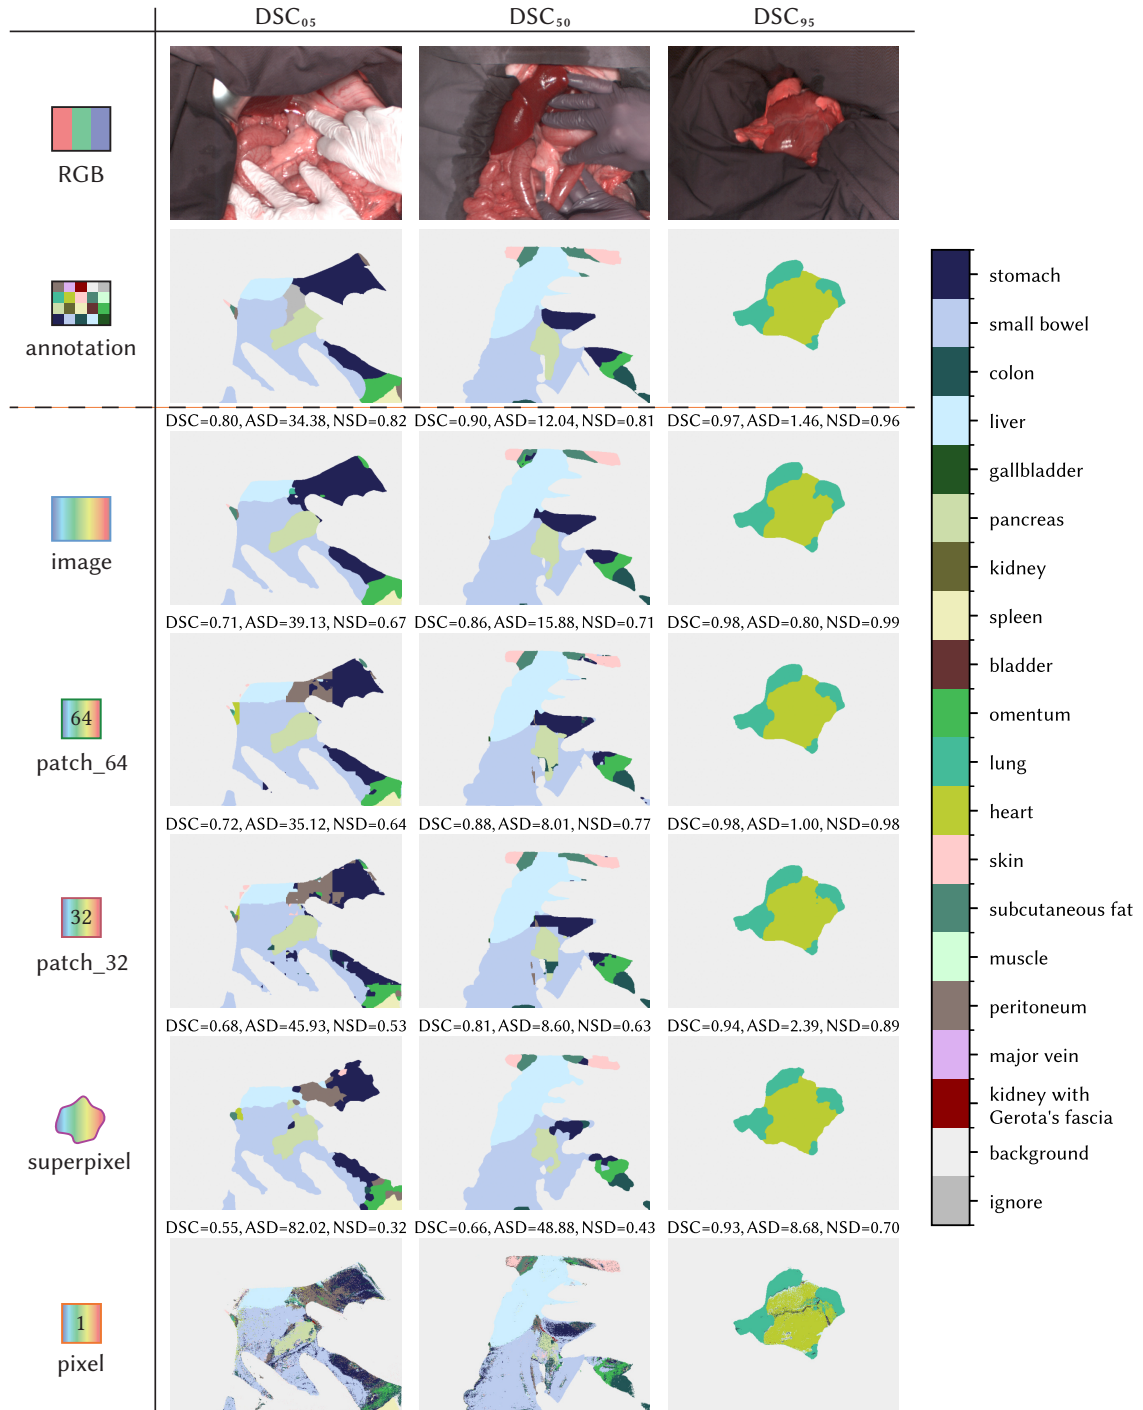 DSC₀₅ DSC₅₀ DSC₉₅
RGB
annotation
DSC=0.80, ASD=34.38, NSD=0.82 DSC=0.90, ASD=12.04, NSD=0.81 DSC=0.97, ASD=1.46, NSD=0.96
image
DSC=0.71, ASD=39.13, NSD=0.67 DSC=0.86, ASD=15.88, NSD=0.71 DSC=0.98, ASD=0.80, NSD=0.99
64
patch_64
DSC=0.72, ASD=35.12, NSD=0.64 DSC=0.88, ASD=8.01, NSD=0.77 DSC=0.98, ASD=1.00, NSD=0.98
32
patch_32
DSC=0.68, ASD=45.93, NSD=0.53 DSC=0.81, ASD=8.60, NSD=0.63 DSC=0.94, ASD=2.39, NSD=0.89
superpixel
DSC=0.55, ASD=82.02, NSD=0.32 DSC=0.66, ASD=48.88, NSD=0.43 DSC=0.93, ASD=8.68, NSD=0.70
1
pixel
stomach
small bowel
colon
liver
gallbladder
pancreas
kidney
spleen
bladder
omentum
lung
heart
skin
subcutaneous fat
muscle
peritoneum
major vein
kidney with
Gerota's fascia
background
ignore